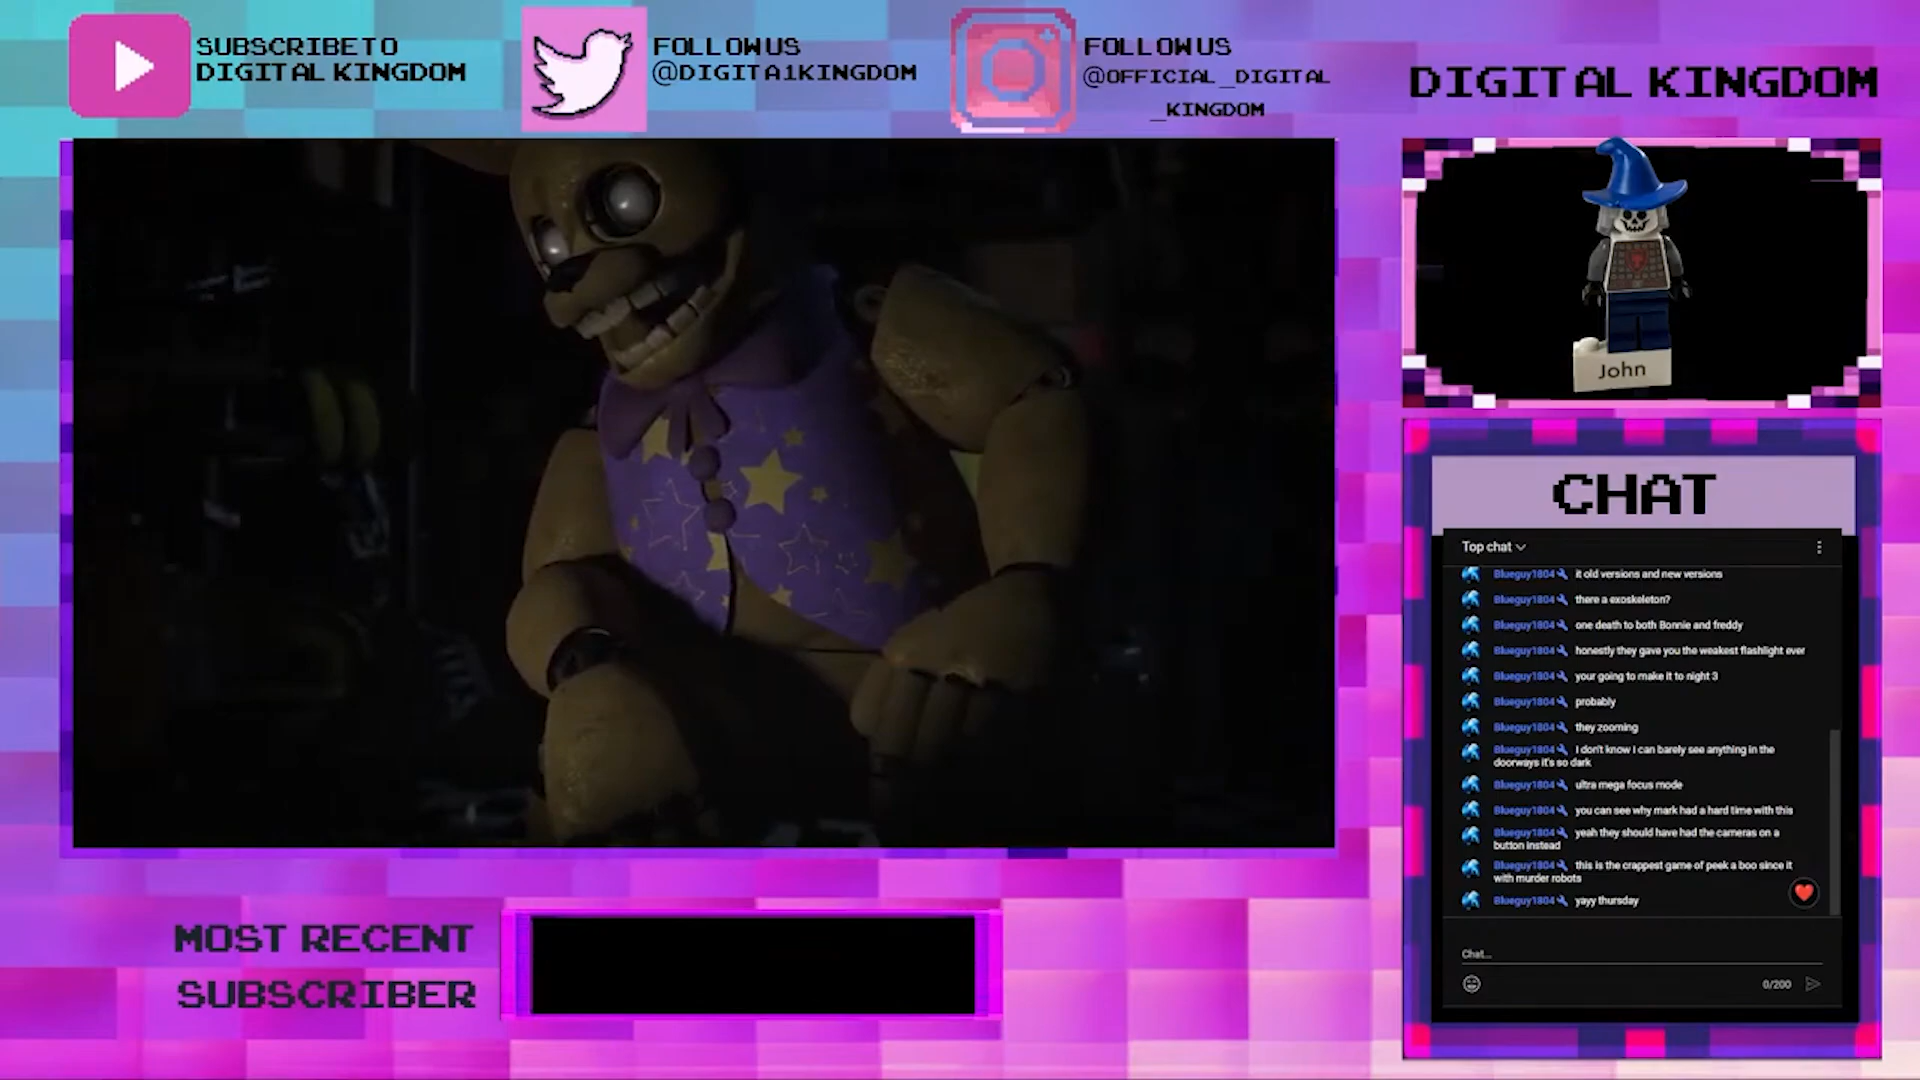 SUBSCRIBE TO
DIGITAL KINGDOM
FOLLOW US
@DIGITA1KINGDOM
FOLLOW US
@OFFICIAL_DIGITAL
_KINGDOM
DIGITAL KINGDOM
John
CHAT
Top chat
Blueguy1804 it old versions and new versions
Blueguy1804 there a exoskeleton?
Blueguy1804 one death to both Bonnie and freddy
Blueguy1804 honestly they gave you the weakest flashlight ever
Blueguy1804 your going to make it to night 3
Blueguy1804 probably
Blueguy1804 they zooming
Blueguy1804 I don't know I can barely see anything in the
doorways it's so dark
Blueguy1804 ultra mega focus mode
Blueguy1804 you can see why mark had a hard time with this
Blueguy1804 yeah they should have had the cameras on a
button instead
Blueguy1804 this is the crappest game of peek a boo since it
with murder robots
Blueguy1804 yayy thursday
Chat...
0/200
MOST RECENT
SUBSCRIBER